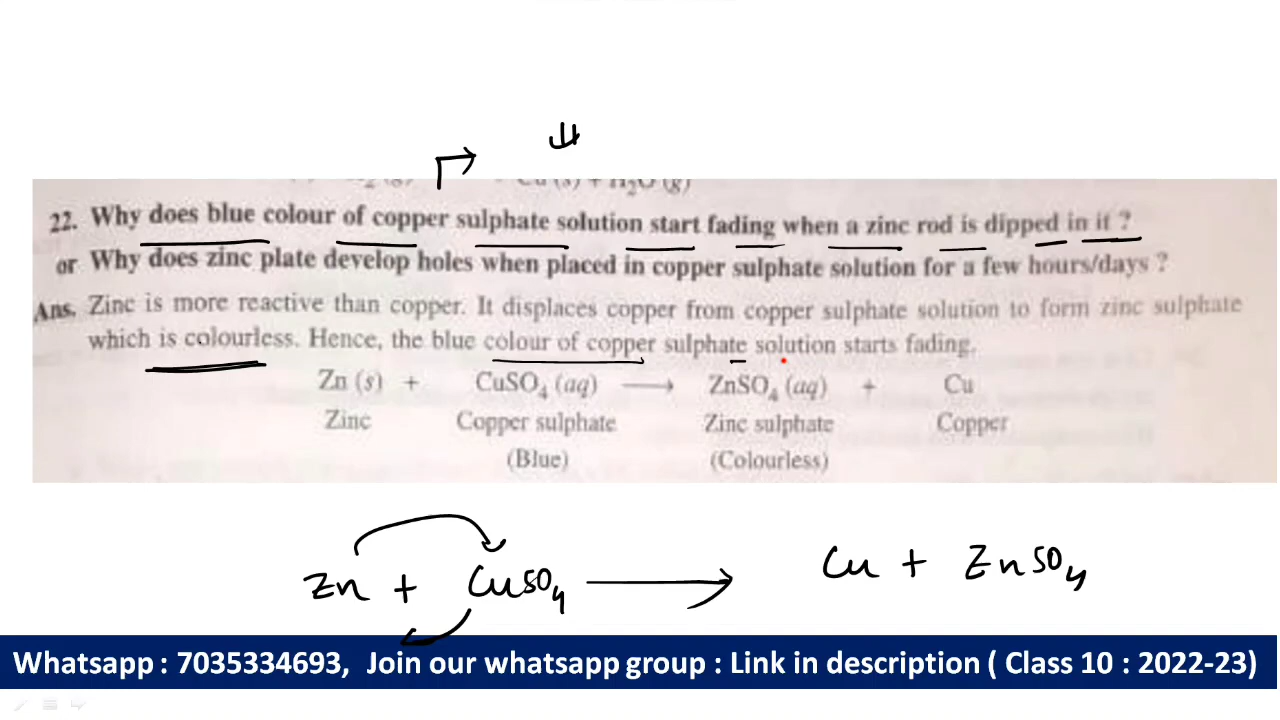 Cu (s) + H₂O (g)
22. Why does blue colour of copper sulphate solution start fading when a zinc rod is dipped in it ?
or Why does zinc plate develop holes when placed in copper sulphate solution for a few hours/days ?
Ans. Zinc is more reactive than copper. It displaces copper from copper sulphate solution to form zinc sulphate
which is colourless. Hence, the blue colour of copper sulphate solution starts fading.
Zn (s) + CuSO₄ (aq) ⟶ ZnSO₄ (aq) + Cu
Zinc Copper sulphate Zinc sulphate Copper
(Blue) (Colourless)
Zn + CuSO₄ ⟶ Cu + ZnSO₄
Whatsapp : 7035334693, Join our whatsapp group : Link in description ( Class 10 : 2022-23)